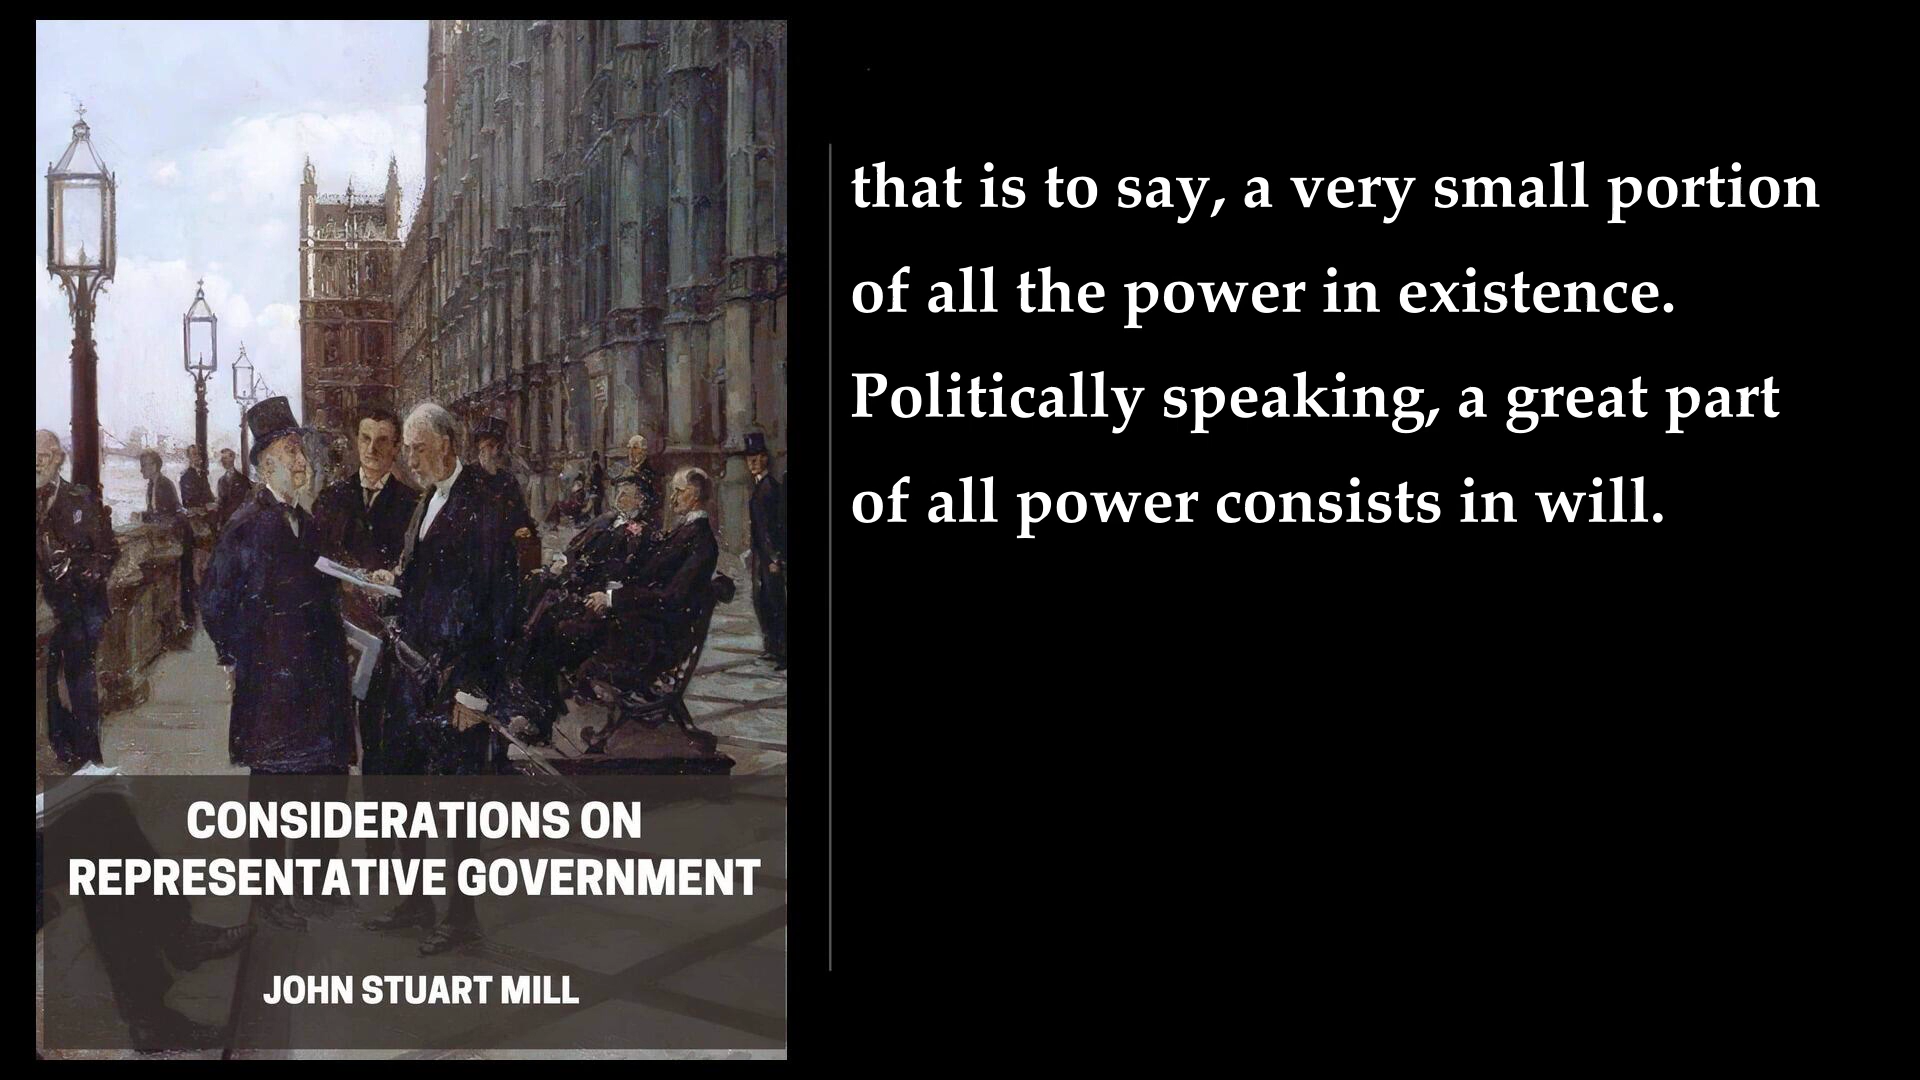 that is to say, a very small portion
of all the power in existence.
Politically speaking, a great part
of all power consists in will.
CONSIDERATIONS ON
REPRESENTATIVE GOVERNMENT
JOHN STUART MILL